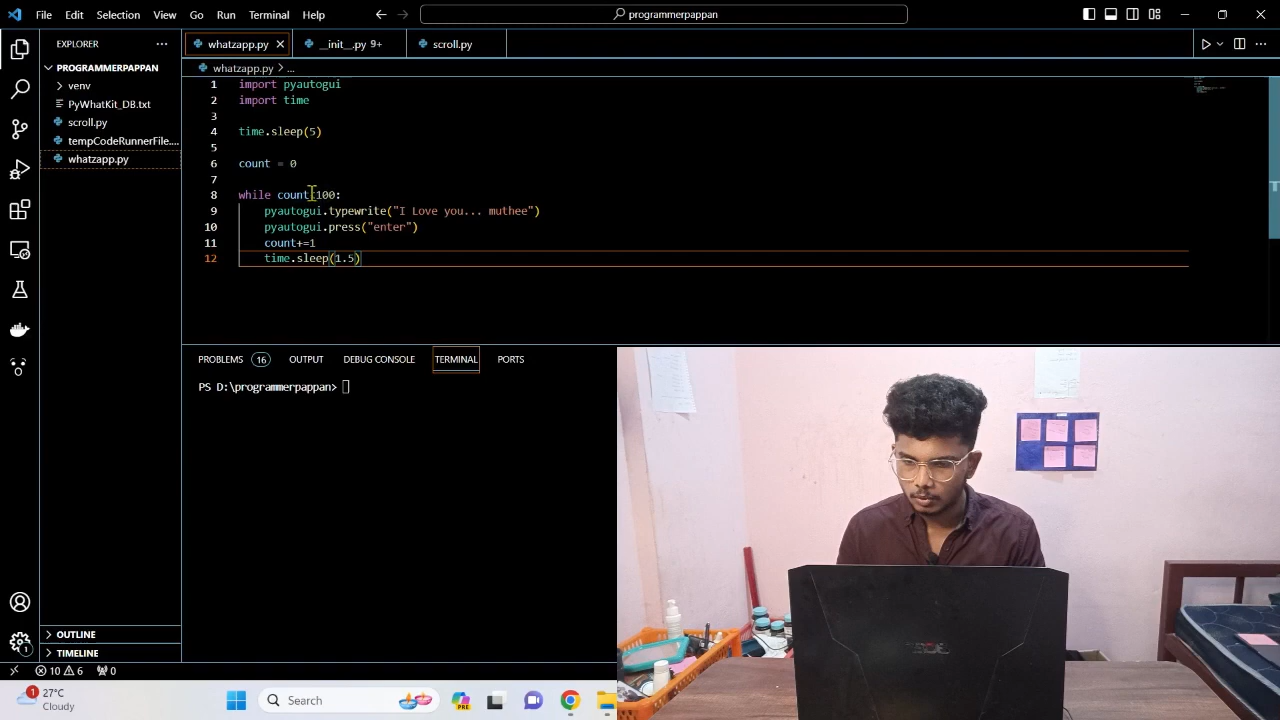 File Edit Selection View Go Run Terminal Help
programmerpappan
EXPLORER
PROGRAMMERPAPPAN
venv
PyWhatKit_DB.txt
scroll.py
tempCodeRunnerFile....
whatzapp.py
OUTLINE
TIMELINE
whatzapp.py __init__.py 9+ scroll.py
whatzapp.py > ...
1 import pyautogui
2 import time
3
4 time.sleep(5)
5
6 count = 0
7
8 while count 100:
9 pyautogui.typewrite("I Love you... muthee")
10 pyautogui.press("enter")
11 count+=1
12 time.sleep(1.5)
PROBLEMS 16 OUTPUT DEBUG CONSOLE TERMINAL PORTS
PS D:\programmerpappan>
1
10 6 0
1
27°C
Cloudy
Search
PRE